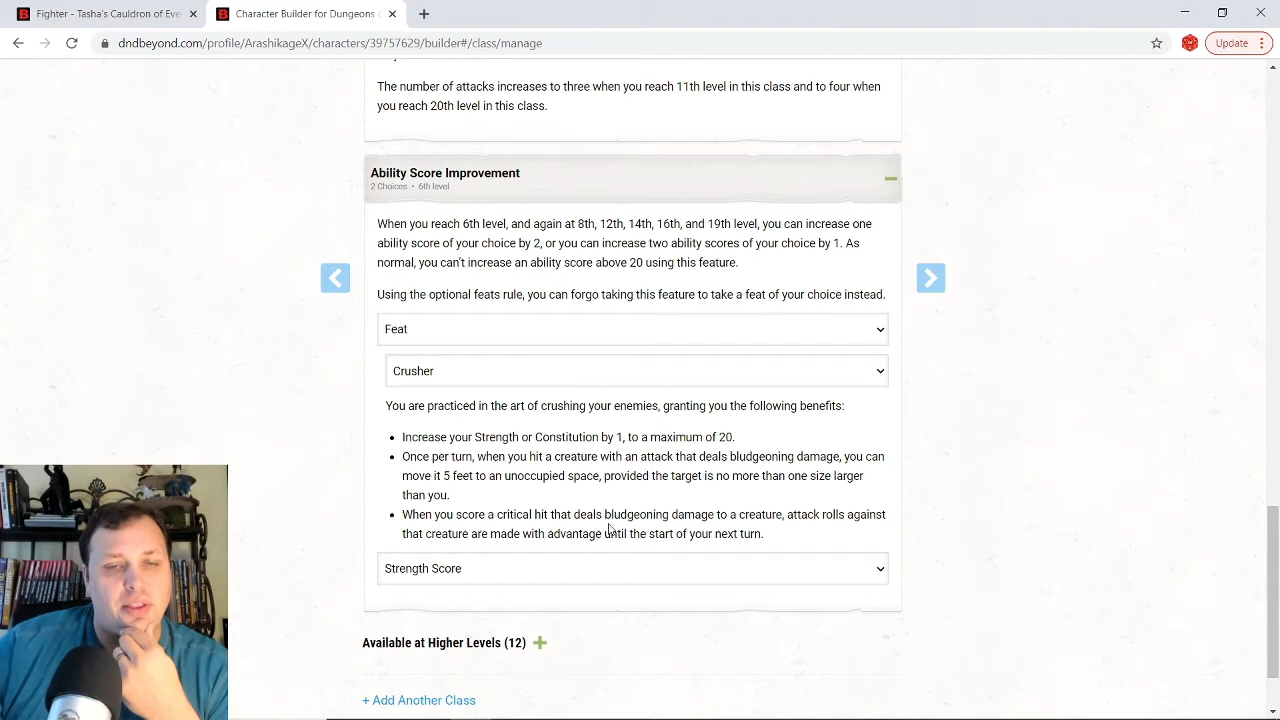 Fighter - Tasha's Cauldron of Eve
Character Builder for Dungeons &
dndbeyond.com/profile/ArashikageX/characters/39757629/builder#/class/manage
Update
The number of attacks increases to three when you reach 11th level in this class and to four when
you reach 20th level in this class.
Ability Score Improvement
2 Choices • 6th level
When you reach 6th level, and again at 8th, 12th, 14th, 16th, and 19th level, you can increase one
ability score of your choice by 2, or you can increase two ability scores of your choice by 1. As
normal, you can't increase an ability score above 20 using this feature.
Using the optional feats rule, you can forgo taking this feature to take a feat of your choice instead.
Feat
Crusher
You are practiced in the art of crushing your enemies, granting you the following benefits:
• Increase your Strength or Constitution by 1, to a maximum of 20.
• Once per turn, when you hit a creature with an attack that deals bludgeoning damage, you can
move it 5 feet to an unoccupied space, provided the target is no more than one size larger
than you.
• When you score a critical hit that deals bludgeoning damage to a creature, attack rolls against
that creature are made with advantage until the start of your next turn.
Strength Score
Available at Higher Levels (12)
+ Add Another Class